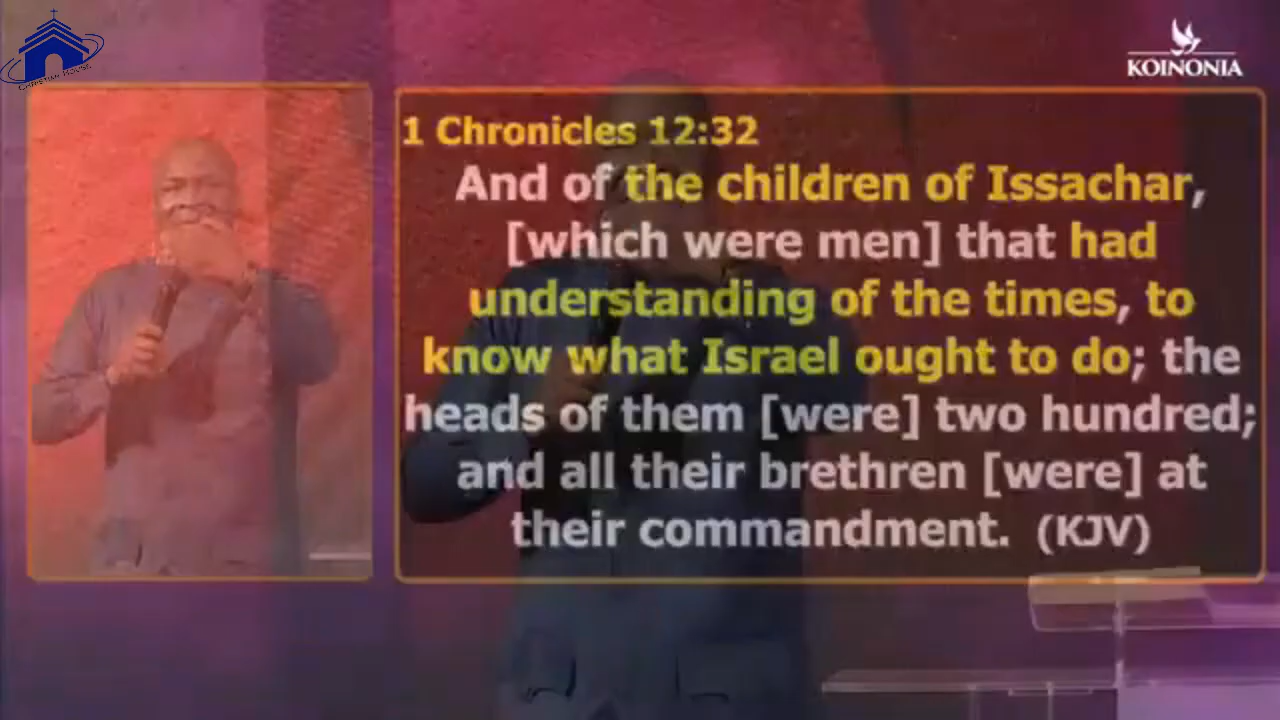 CHRISTIAN HOUSE
KOINONIA
1 Chronicles 12:32
And of the children of Issachar,
[which were men] that had
understanding of the times, to
know what Israel ought to do; the
heads of them [were] two hundred;
and all their brethren [were] at
their commandment. (KJV)